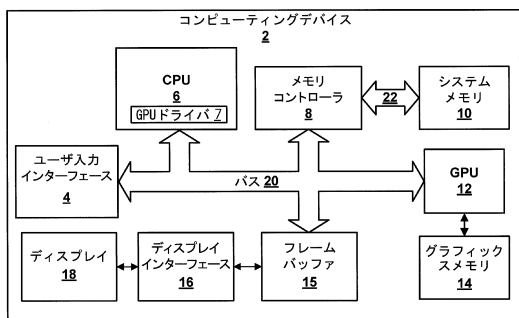 コンピューティングデバイス
2
CPU
6
GPUドライバ 7
メモリ
コントローラ
8
22
システム
メモリ
10
ユーザ入力
インターフェース
4
バス 20
GPU
12
ディスプレイ
18
ディスプレイ
インターフェース
16
フレーム
バッファ
15
グラフィック
スメモリ
14